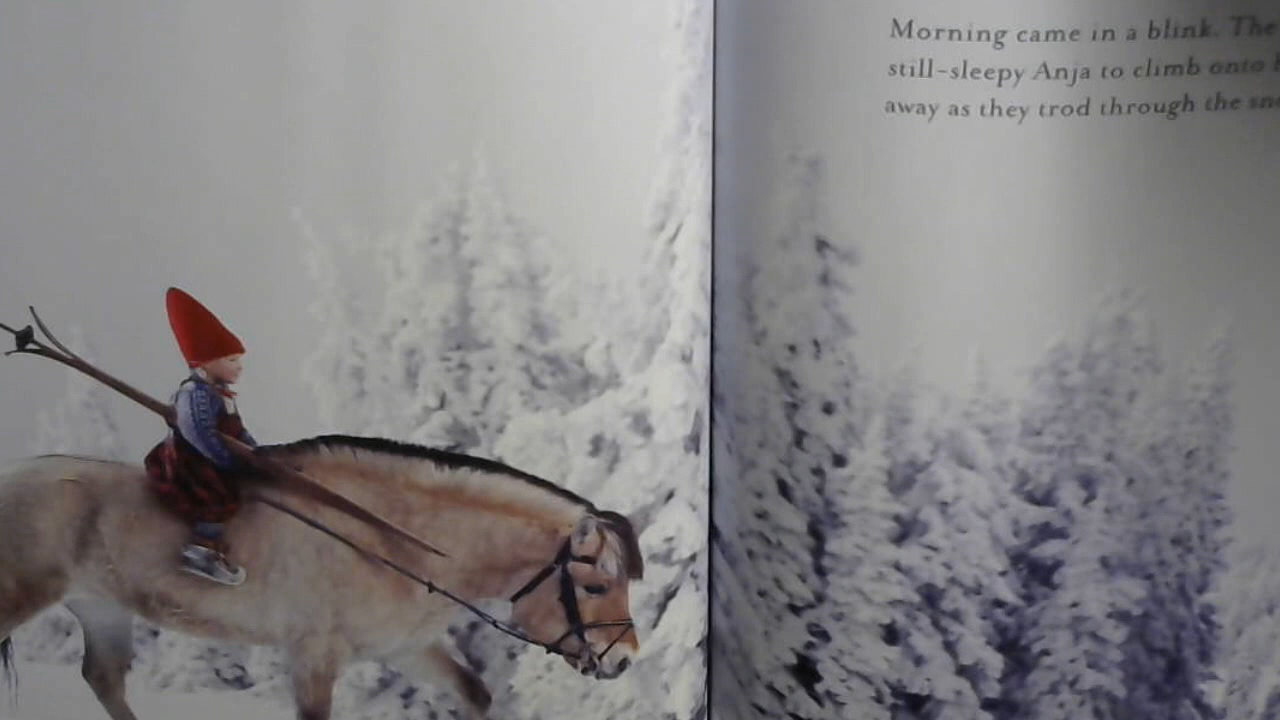 Morning came in a blink. The
still-sleepy Anja to climb onto
away as they trod through the